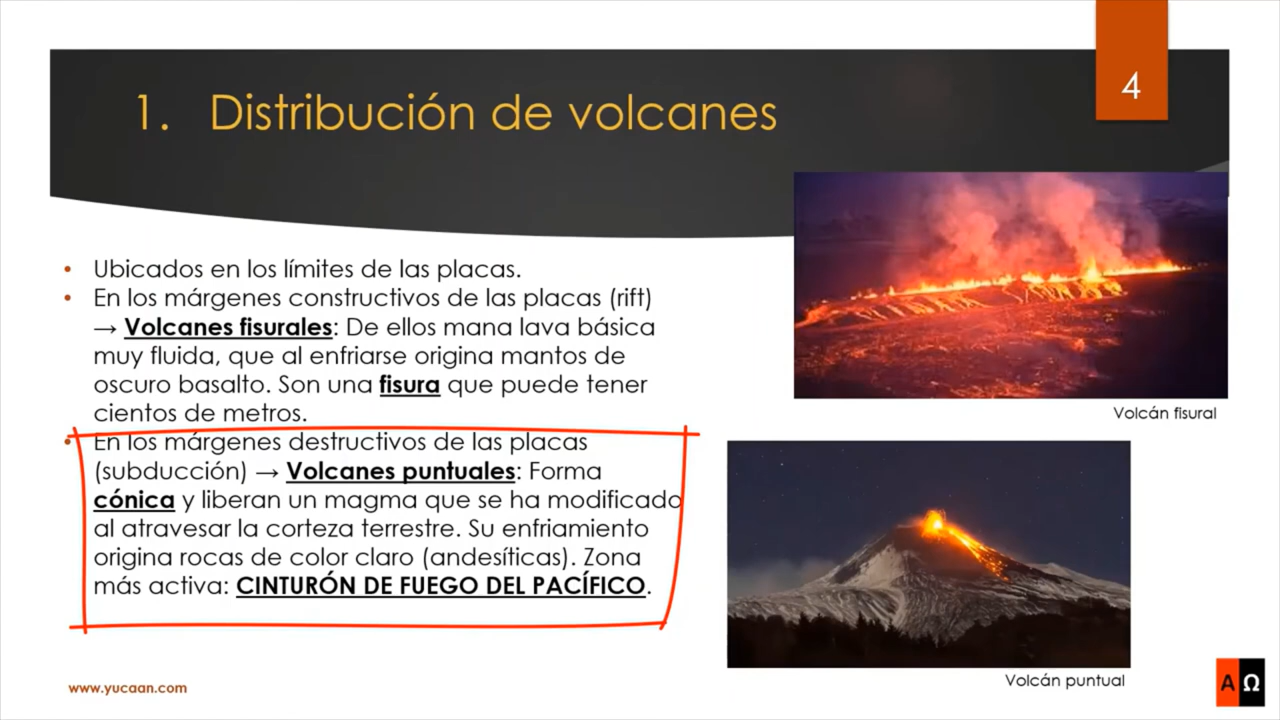 4
1. Distribución de volcanes
• Ubicados en los límites de las placas.
• En los márgenes constructivos de las placas (rift)
→ Volcanes fisurales: De ellos mana lava básica
muy fluida, que al enfriarse origina mantos de
oscuro basalto. Son una fisura que puede tener
cientos de metros.
• En los márgenes destructivos de las placas
(subducción) → Volcanes puntuales: Forma
cónica y liberan un magma que se ha modificado
al atravesar la corteza terrestre. Su enfriamiento
origina rocas de color claro (andesíticas). Zona
más activa: CINTURÓN DE FUEGO DEL PACÍFICO.
Volcán fisural
Volcán puntual
www.yucaan.com
A Ω